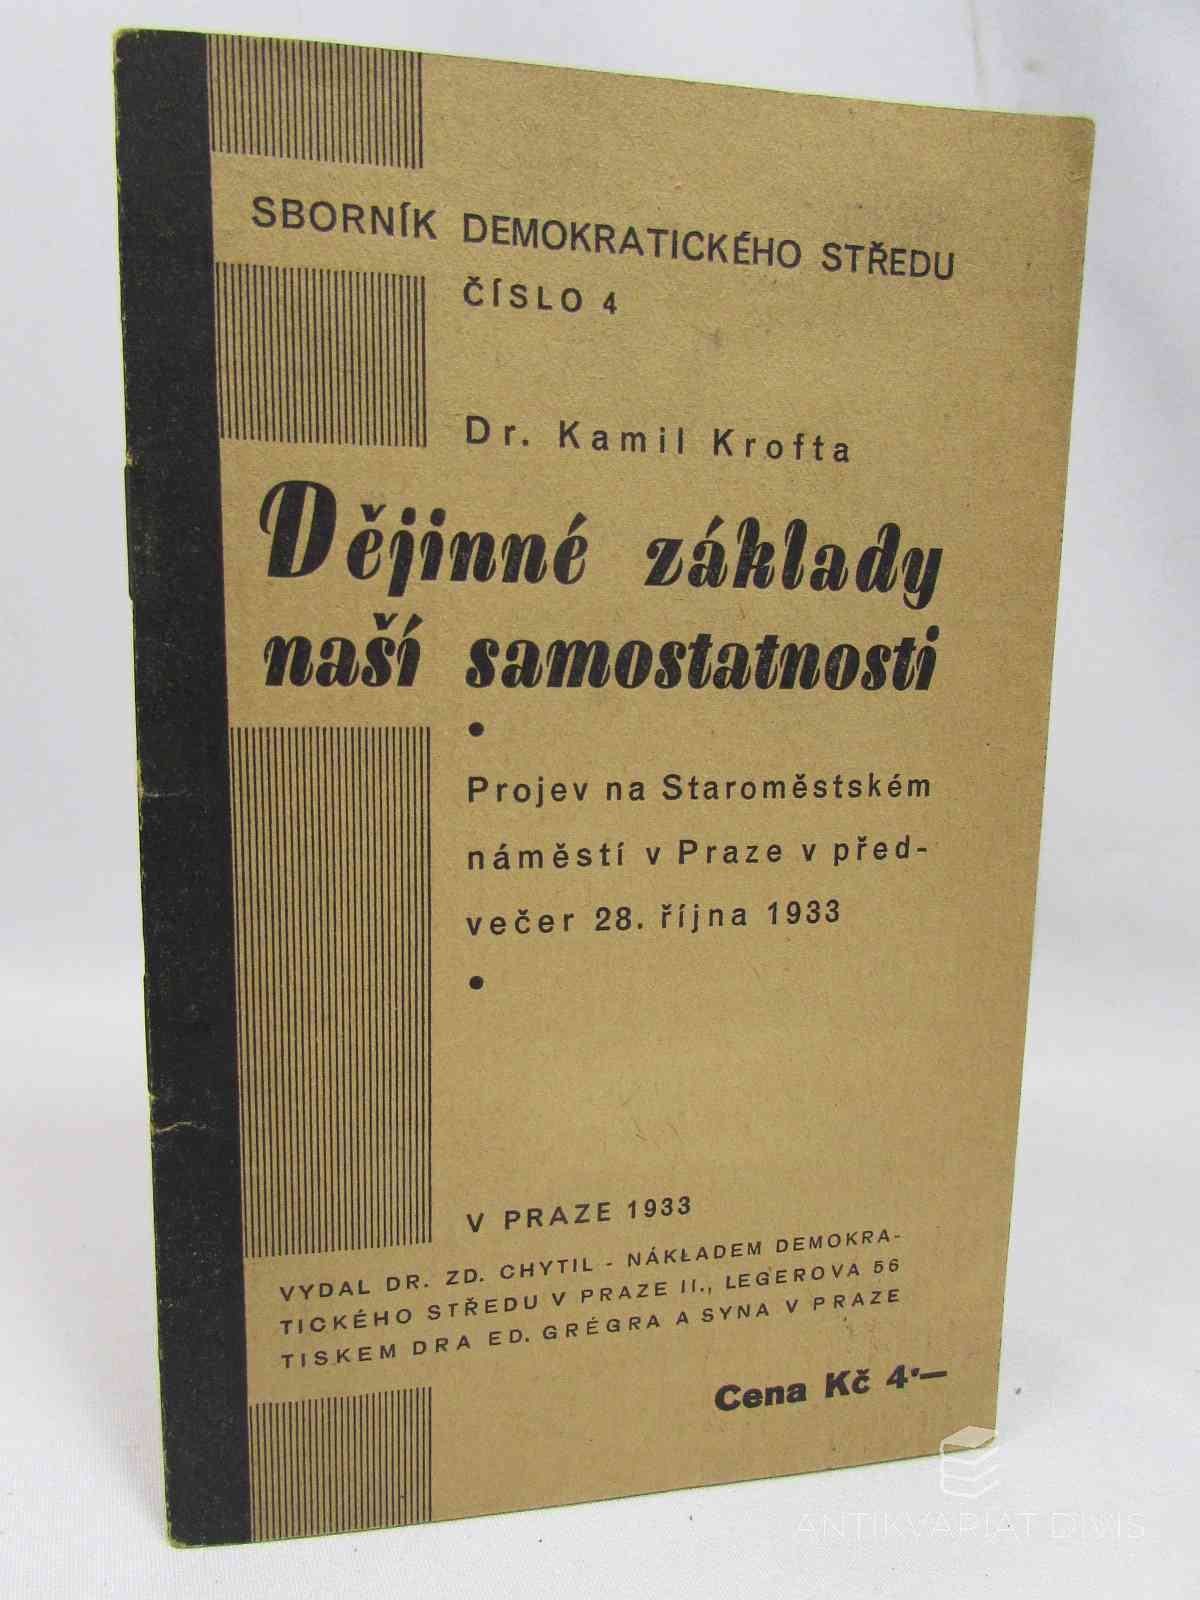 SBORNÍK DEMOKRATICKÉHO STŘEDU
ČÍSLO 4
Dr. Kamil Krofta
Dějinné základy
naší samostatnosti
•
Projev na Staroměstském
náměstí v Praze v před-
večer 28. října 1933
•
V PRAZE 1933
VYDAL DR. ZD. CHYTIL - NÁKLADEM DEMOKRA-
TICKÉHO STŘEDU V PRAZE II., LEGEROVA 56
TISKEM DRA ED. GRÉGRA A SYNA V PRAZE
Cena Kč 4·—
ANTIKVARIAT DIVIS